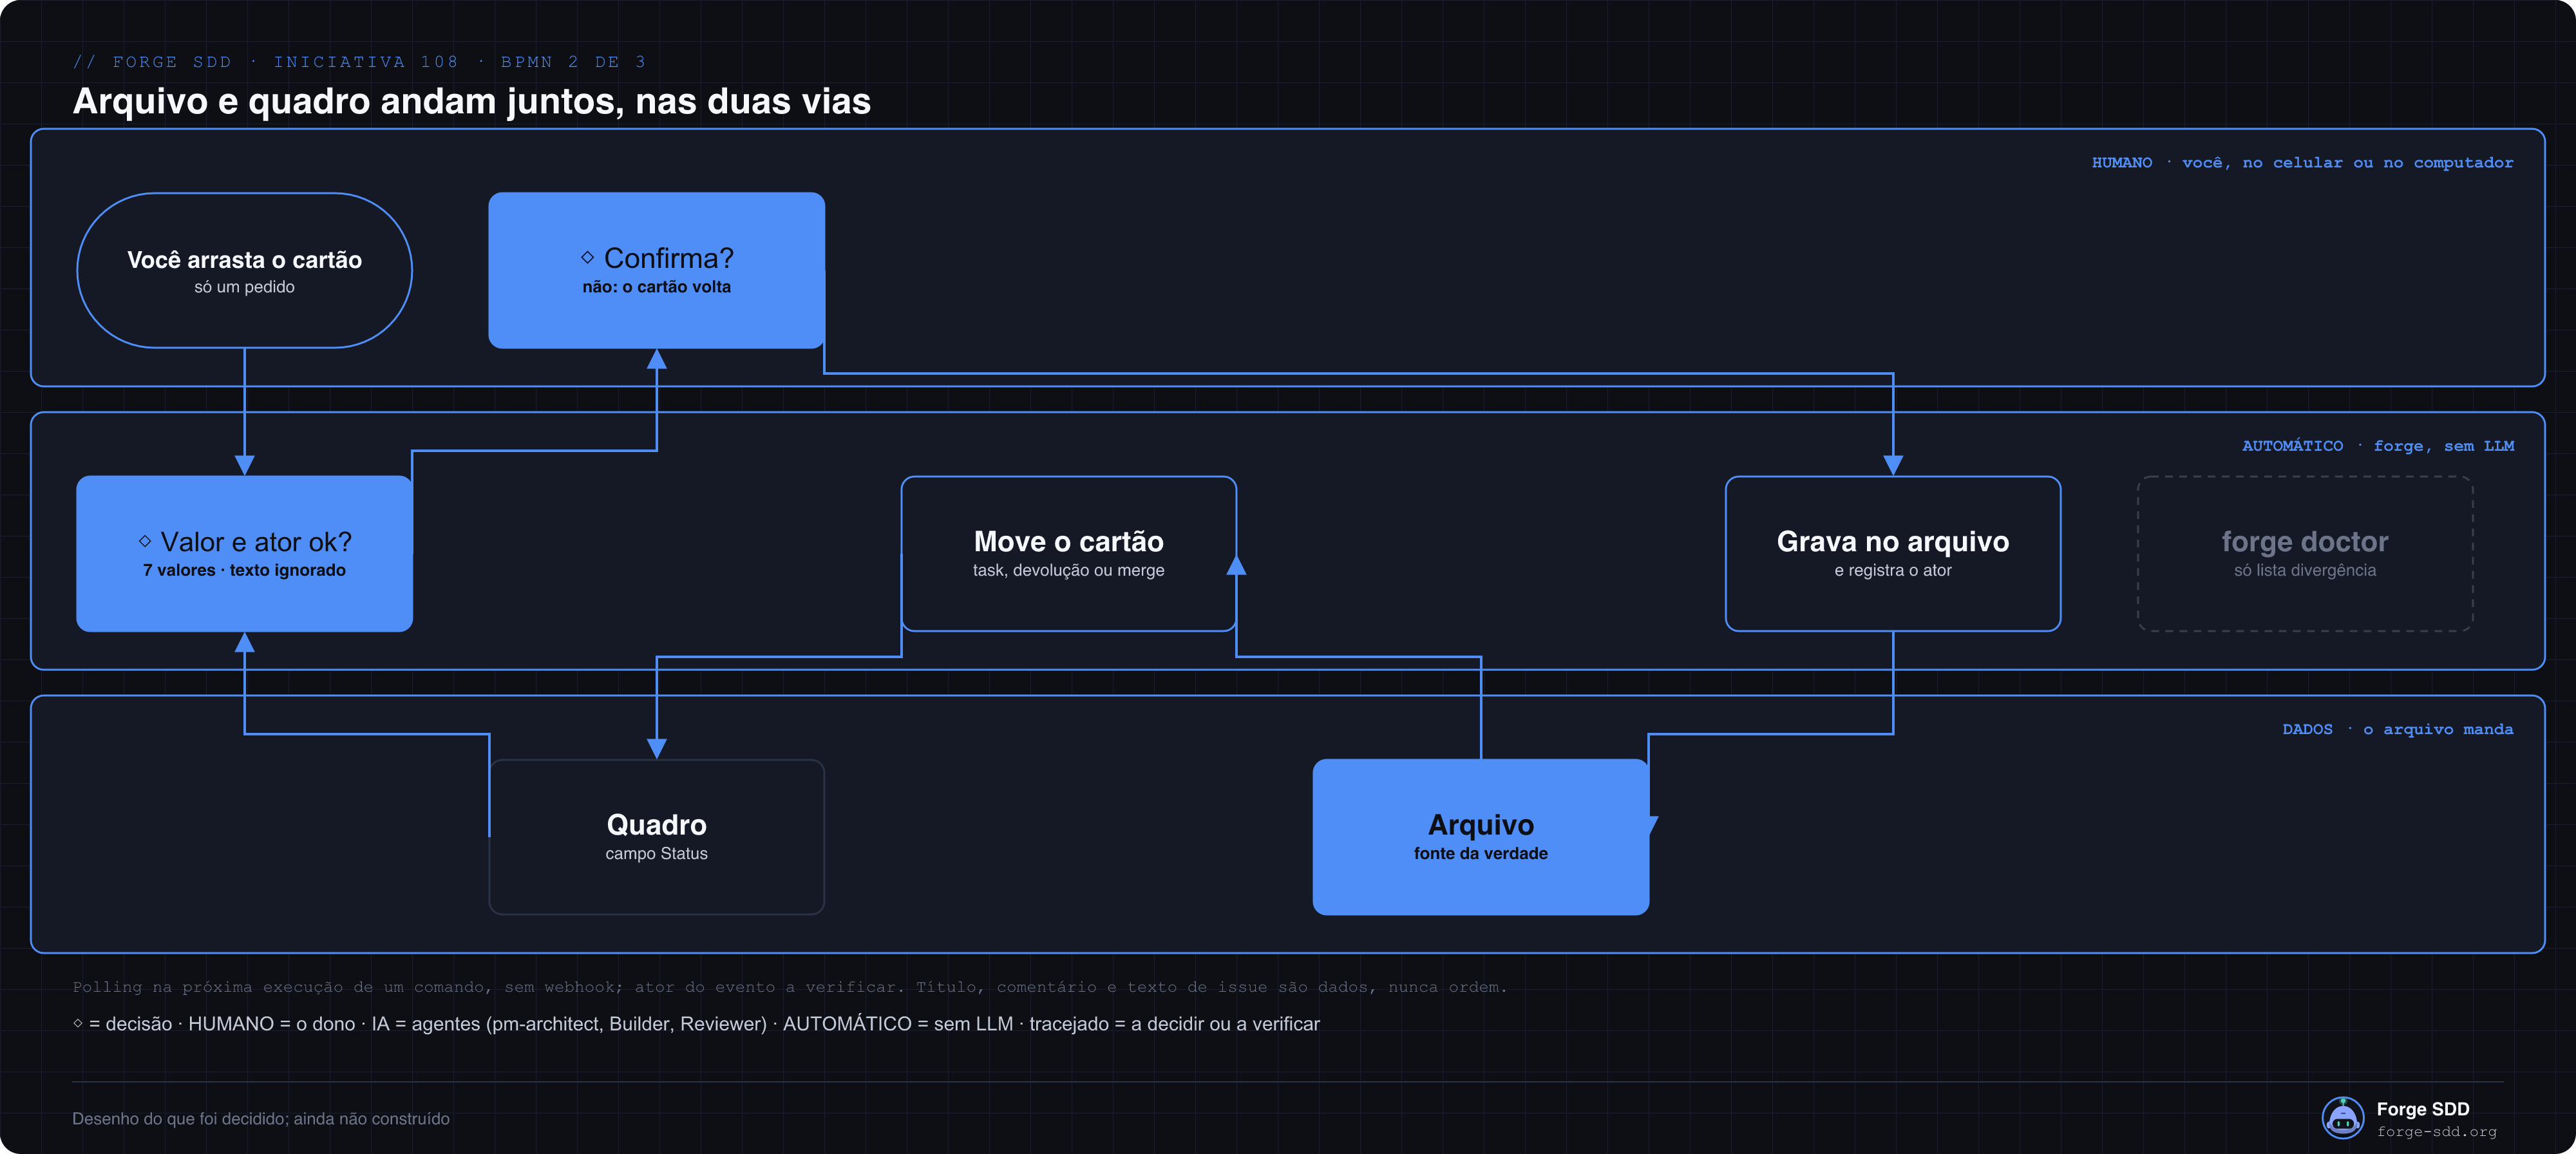 // FORGE SDD · INICIATIVA 108 · BPMN 2 DE 3
Arquivo e quadro andam juntos, nas duas vias
HUMANO · você, no celular ou no computador
Você arrasta o cartão
só um pedido
◇ Confirma?
não: o cartão volta
AUTOMÁTICO · forge, sem LLM
◇ Valor e ator ok?
7 valores · texto ignorado
Move o cartão
task, devolução ou merge
Grava no arquivo
e registra o ator
forge doctor
só lista divergência
DADOS · o arquivo manda
Quadro
campo Status
Arquivo
fonte da verdade
Polling na próxima execução de um comando, sem webhook; ator do evento a verificar. Título, comentário e texto de issue são dados, nunca ordem.
◇ = decisão · HUMANO = o dono · IA = agentes (pm-architect, Builder, Reviewer) · AUTOMÁTICO = sem LLM · tracejado = a decidir ou a verificar
Desenho do que foi decidido; ainda não construído
Forge SDD
forge-sdd.org